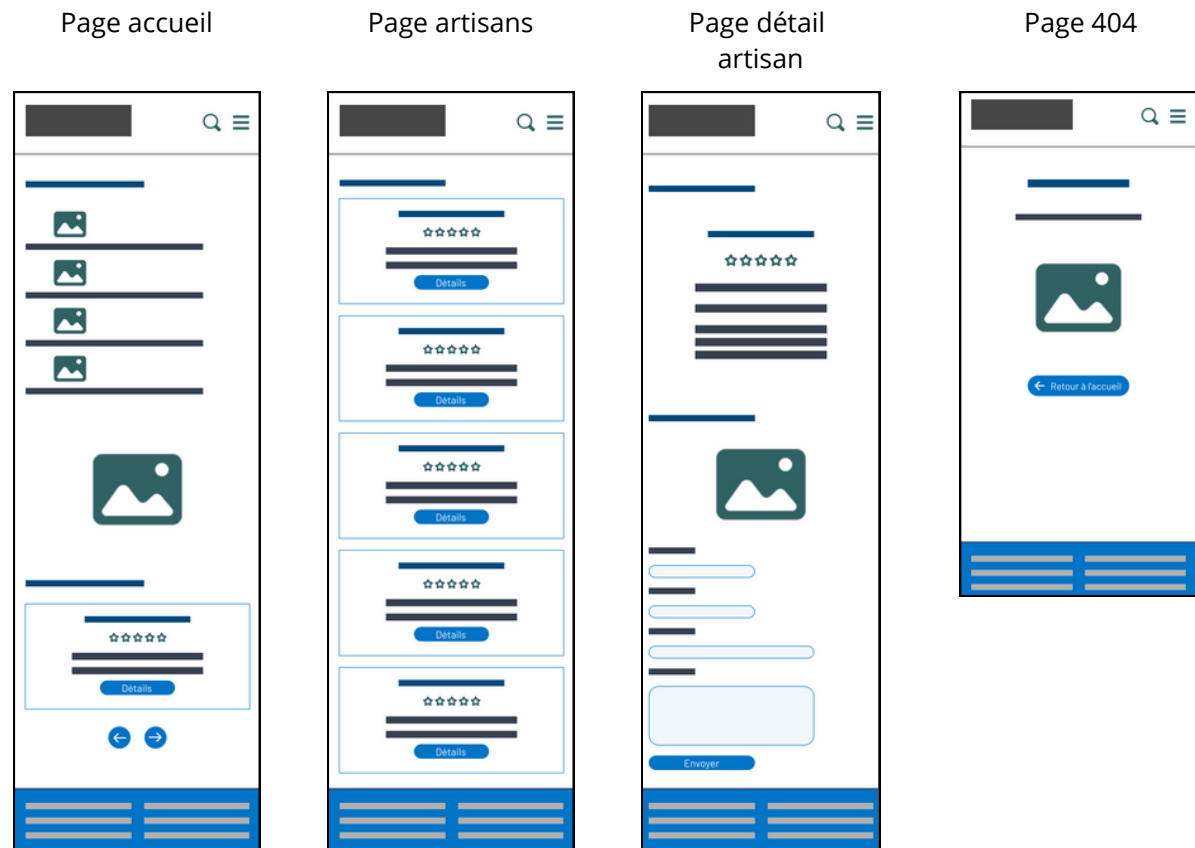 Page accueil
Page artisans
Page détail
artisan
Page 404
Détails
Détails
Détails
Détails
Détails
Détails
Envoyer
Retour à l'accueil